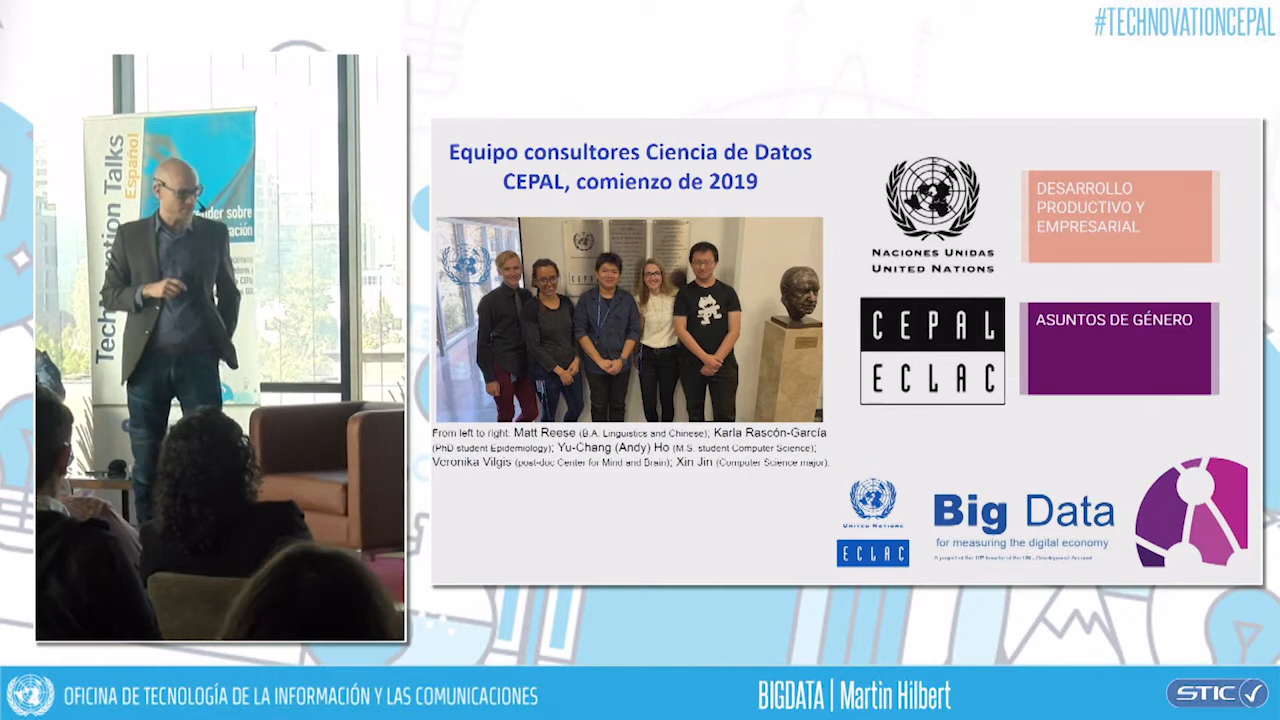 #TECHNOVATIONCEPAL
Technovation Talks
Español
nder sobre
ración
Equipo consultores Ciencia de Datos
CEPAL, comienzo de 2019
CEPAL
From left to right: Matt Reese (B.A. Linguistics and Chinese); Karla Rascón-García
(PhD student Epidemiology); Yu-Chang (Andy) Ho (M.S. student Computer Science);
Veronika Vilgis (post-doc Center for Mind and Brain); Xin Jin (Computer Science major).
NACIONES UNIDAS
UNITED NATIONS
DESARROLLO
PRODUCTIVO Y
EMPRESARIAL
CEPAL
ECLAC
ASUNTOS DE GÉNERO
UNITED NATIONS
ECLAC
Big Data
for measuring the digital economy
OFICINA DE TECNOLOGÍA DE LA INFORMACIÓN Y LAS COMUNICACIONES
BIGDATA | Martin Hilbert
STIC